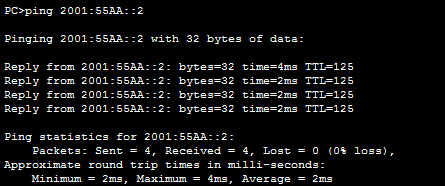 PC>ping 2001:55AA::2
Pinging 2001:55AA::2 with 32 bytes of data:
Reply from 2001:55AA::2: bytes=32 time=4ms TTL=125
Reply from 2001:55AA::2: bytes=32 time=2ms TTL=125
Reply from 2001:55AA::2: bytes=32 time=2ms TTL=125
Reply from 2001:55AA::2: bytes=32 time=2ms TTL=125
Ping statistics for 2001:55AA::2:
Packets: Sent = 4, Received = 4, Lost = 0 (0% loss),
Approximate round trip times in milli-seconds:
Minimum = 2ms, Maximum = 4ms, Average = 2ms